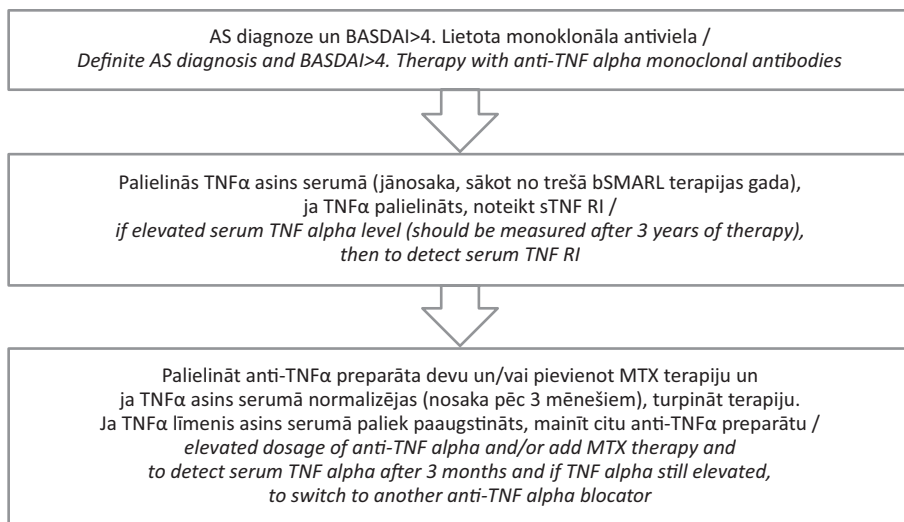 AS diagnoze un BASDAI>4. Lietota monoklonāla antiviela /
Definite AS diagnosis and BASDAI>4. Therapy with anti-TNF alpha monoclonal antibodies
Palielinās TNFα asins serumā (jānosaka, sākot no trešā bSMARL terapijas gada),
ja TNFα palielināts, noteikt sTNF RI /
if elevated serum TNF alpha level (should be measured after 3 years of therapy),
then to detect serum TNF RI
Palielināt anti-TNFα preparāta devu un/vai pievienot MTX terapiju un
ja TNFα asins serumā normalizējas (nosaka pēc 3 mēnešiem), turpināt terapiju.
Ja TNFα līmenis asins serumā paliek paaugstināts, mainīt citu anti-TNFα preparātu /
elevated dosage of anti-TNF alpha and/or add MTX therapy and
to detect serum TNF alpha after 3 months and if TNF alpha still elevated,
to switch to another anti-TNF alpha blocator